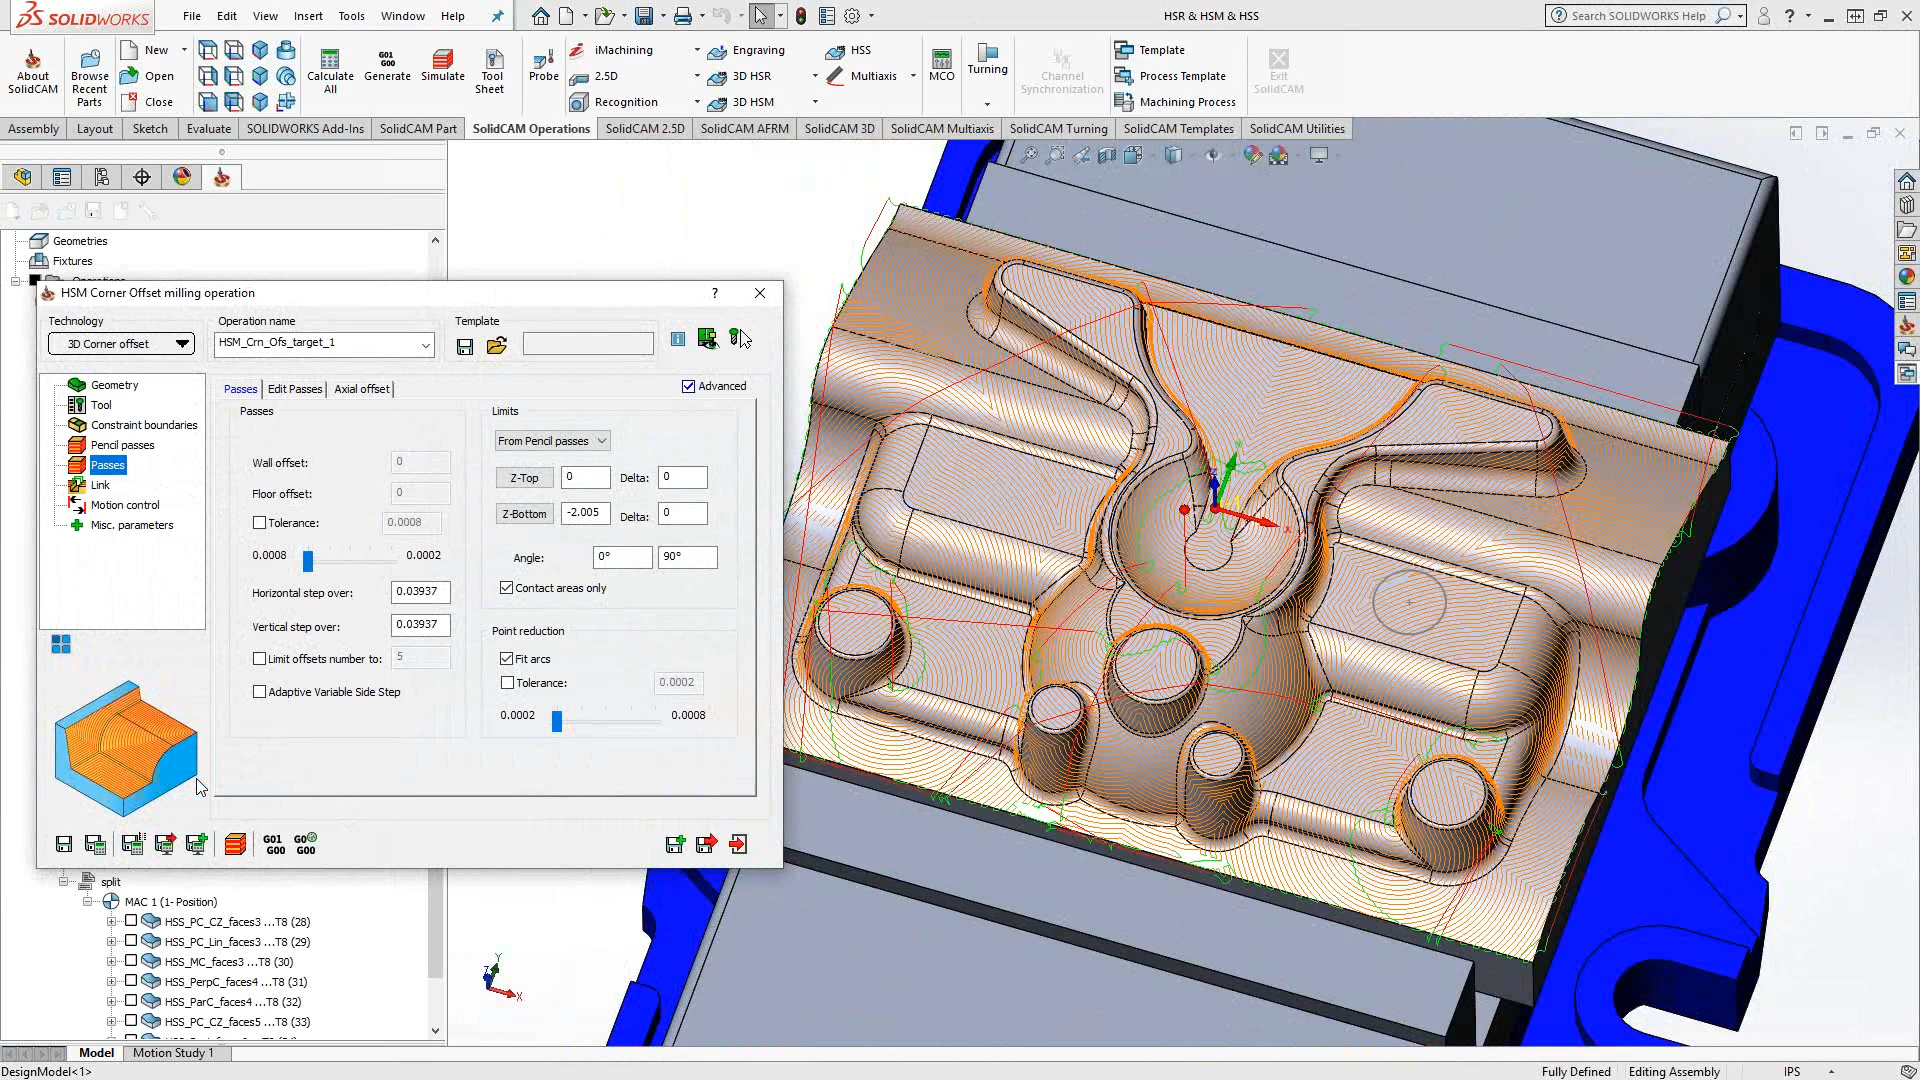 SOLIDWORKS File Edit View Insert Tools Window Help HSR & HSM & HSS Search SOLIDWORKS Help ?
About SolidCAM
Browse Recent Parts
New
Open
Close
Calculate All
G01 G00 Generate
Simulate
Tool Sheet
Probe
iMachining
2.5D
Recognition
Engraving
3D HSR
3D HSM
HSS
Multiaxis
MCO
Turning
Channel Synchronization
Template
Process Template
Machining Process
Exit SolidCAM
Assembly Layout Sketch Evaluate SOLIDWORKS Add-Ins SolidCAM Part SolidCAM Operations SolidCAM 2.5D SolidCAM AFRM SolidCAM 3D SolidCAM Multiaxis SolidCAM Turning SolidCAM Templates SolidCAM Utilities
Geometries
Fixtures
HSM Corner Offset milling operation ?
Technology Operation name Template
3D Corner offset HSM_Crn_Ofs_target_1
Geometry
Tool
Constraint boundaries
Pencil passes
Passes
Link
Motion control
Misc. parameters
Passes Edit Passes Axial offset Advanced
Passes
Wall offset: 0
Floor offset: 0
Tolerance: 0.0008
0.0008 0.0002
Horizontal step over: 0.03937
Vertical step over: 0.03937
Limit offsets number to: 5
Adaptive Variable Side Step
Limits
From Pencil passes
Z-Top 0 Delta: 0
Z-Bottom -2.005 Delta: 0
Angle: 0° 90°
Contact areas only
Point reduction
Fit arcs
Tolerance: 0.0002
0.0002 0.0008
G01 G00
G0 G00
split
MAC 1 (1- Position)
HSS_PC_CZ_faces3 ...T8 (28)
HSS_PC_Lin_faces3 ...T8 (29)
HSS_MC_faces3 ...T8 (30)
HSS_PerpC_faces4 ...T8 (31)
HSS_ParC_faces4 ...T8 (32)
HSS_PC_CZ_faces5 ...T8 (33)
Y
Z
X
Model Motion Study 1
DesignModel<1> Fully Defined Editing Assembly IPS